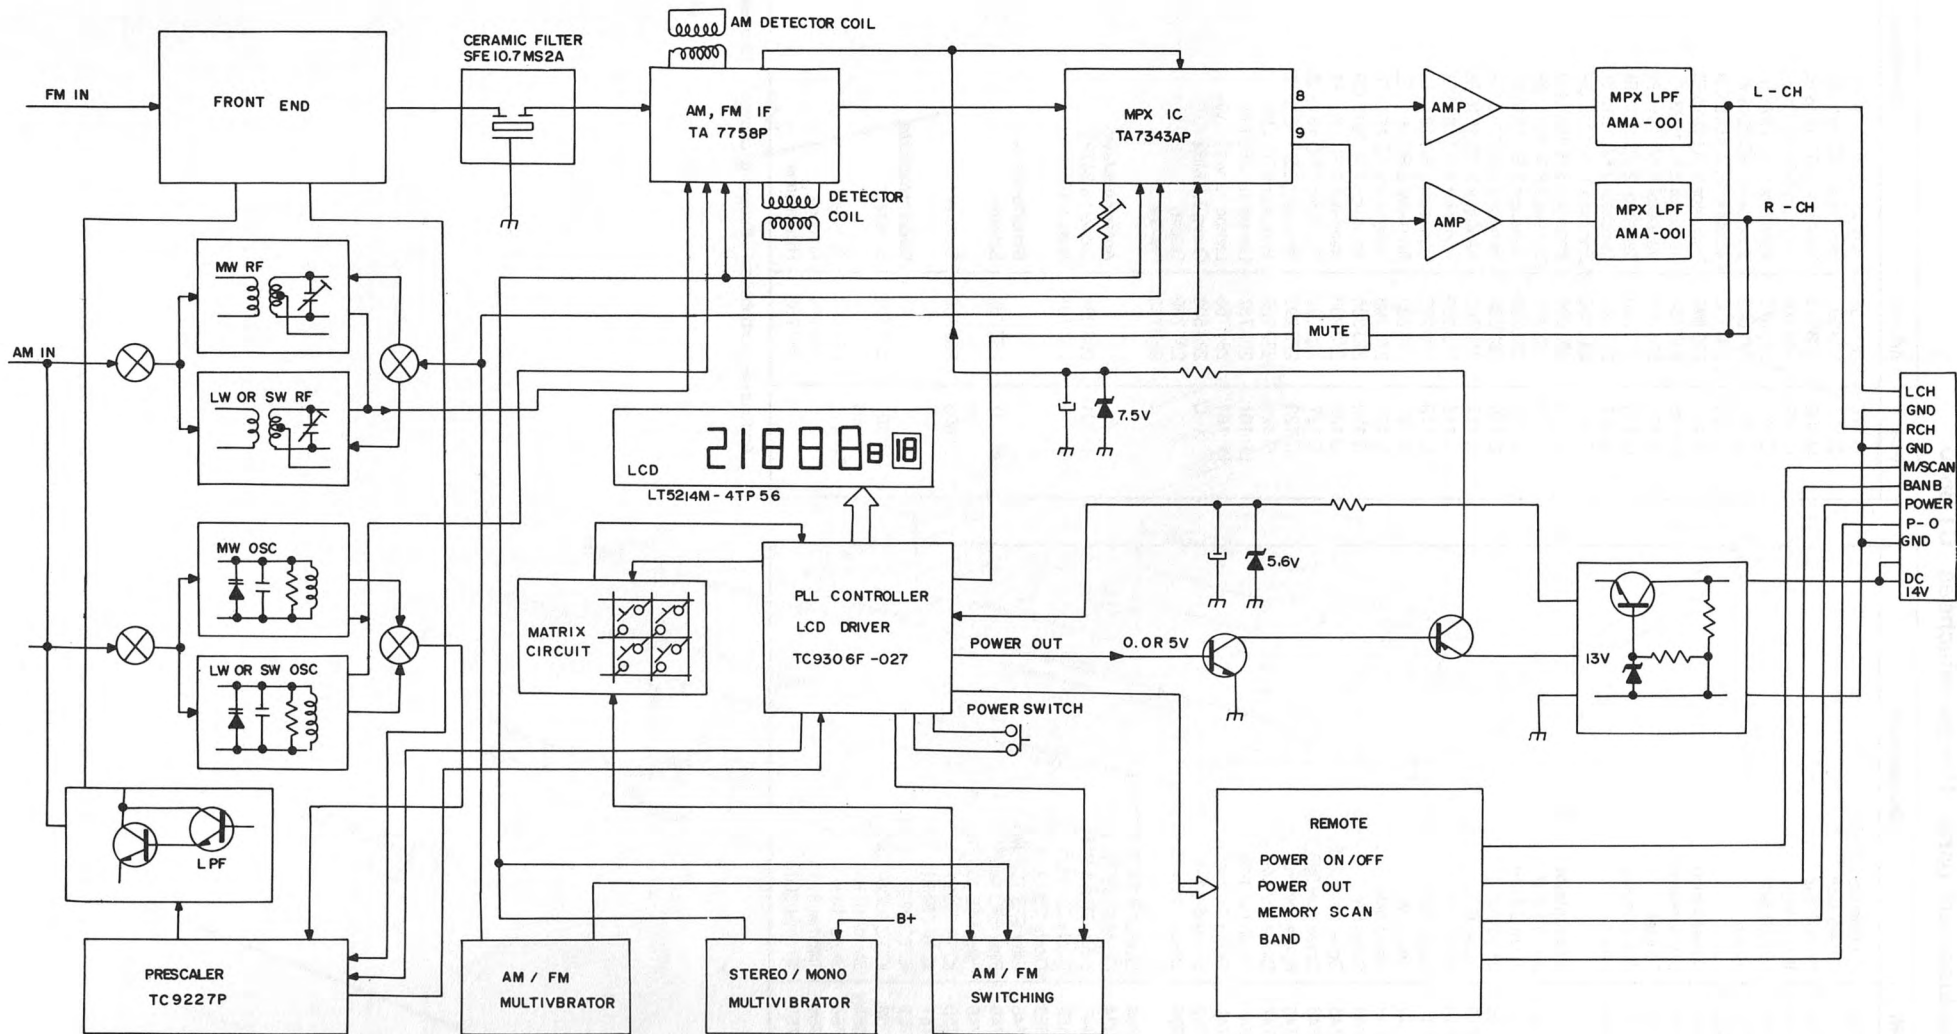 AM DETECTOR COIL
CERAMIC FILTER
SFE10.7MS2A
FM IN
FRONT END
AM, FM IF
TA 7758P
MPX IC
TA7343AP
8
9
AMP
MPX LPF
AMA-001
L-CH
DETECTOR
COIL
AMP
MPX LPF
AMA-001
R-CH
MW RF
MUTE
AM IN
LW OR SW RF
7.5V
LCD
21888 8 18
LT5214M-4TP56
LCH
GND
RCH
GND
M/SCAN
BANB
POWER
P-O
GND
DC
14V
MW OSC
5.6V
PLL CONTROLLER
LCD DRIVER
TC9306F-027
MATRIX
CIRCUIT
POWER OUT
0.OR 5V
13V
LW OR SW OSC
POWER SWITCH
LPF
REMOTE
POWER ON/OFF
POWER OUT
MEMORY SCAN
BAND
B+
PRESCALER
TC9227P
AM / FM
MULTIVBRATOR
STEREO / MONO
MULTIVIBRATOR
AM / FM
SWITCHING